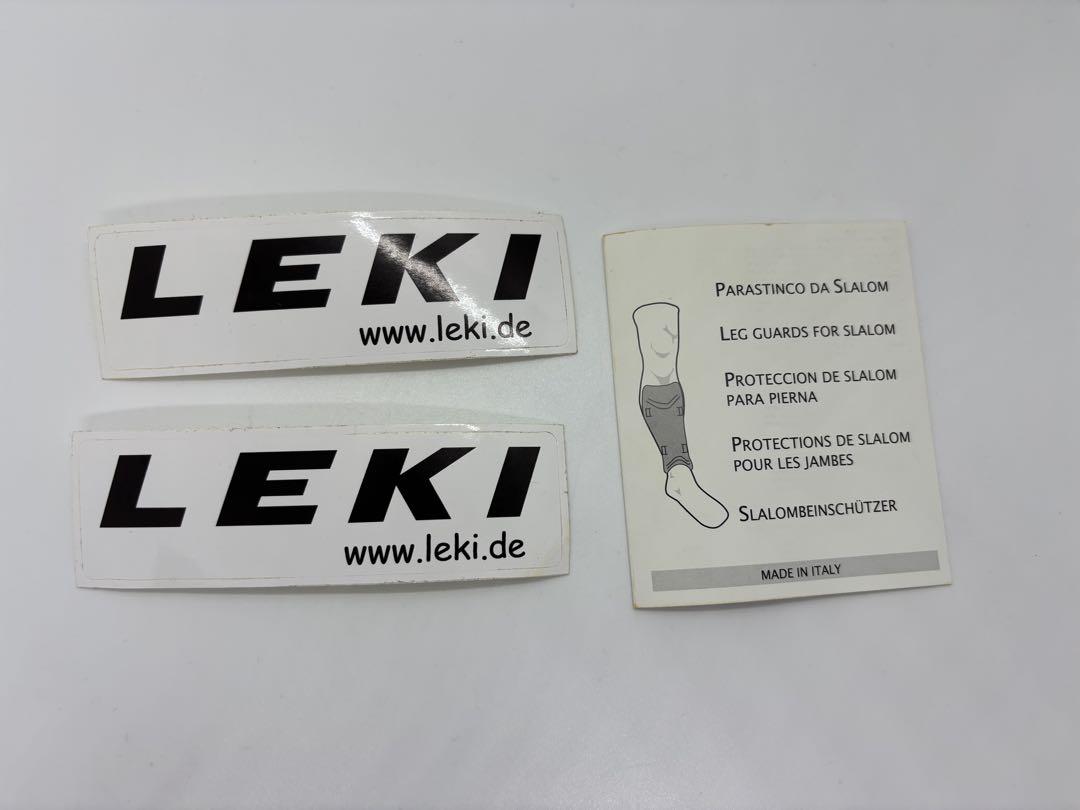 LEKI
www.leki.de
LEKI
www.leki.de
PARASTINCO DA SLALOM
LEG GUARDS FOR SLALOM
PROTECCION DE SLALOM
PARA PIERNA
PROTECTIONS DE SLALOM
POUR LES JAMBES
SLALOMBEINSCHÜTZER
MADE IN ITALY